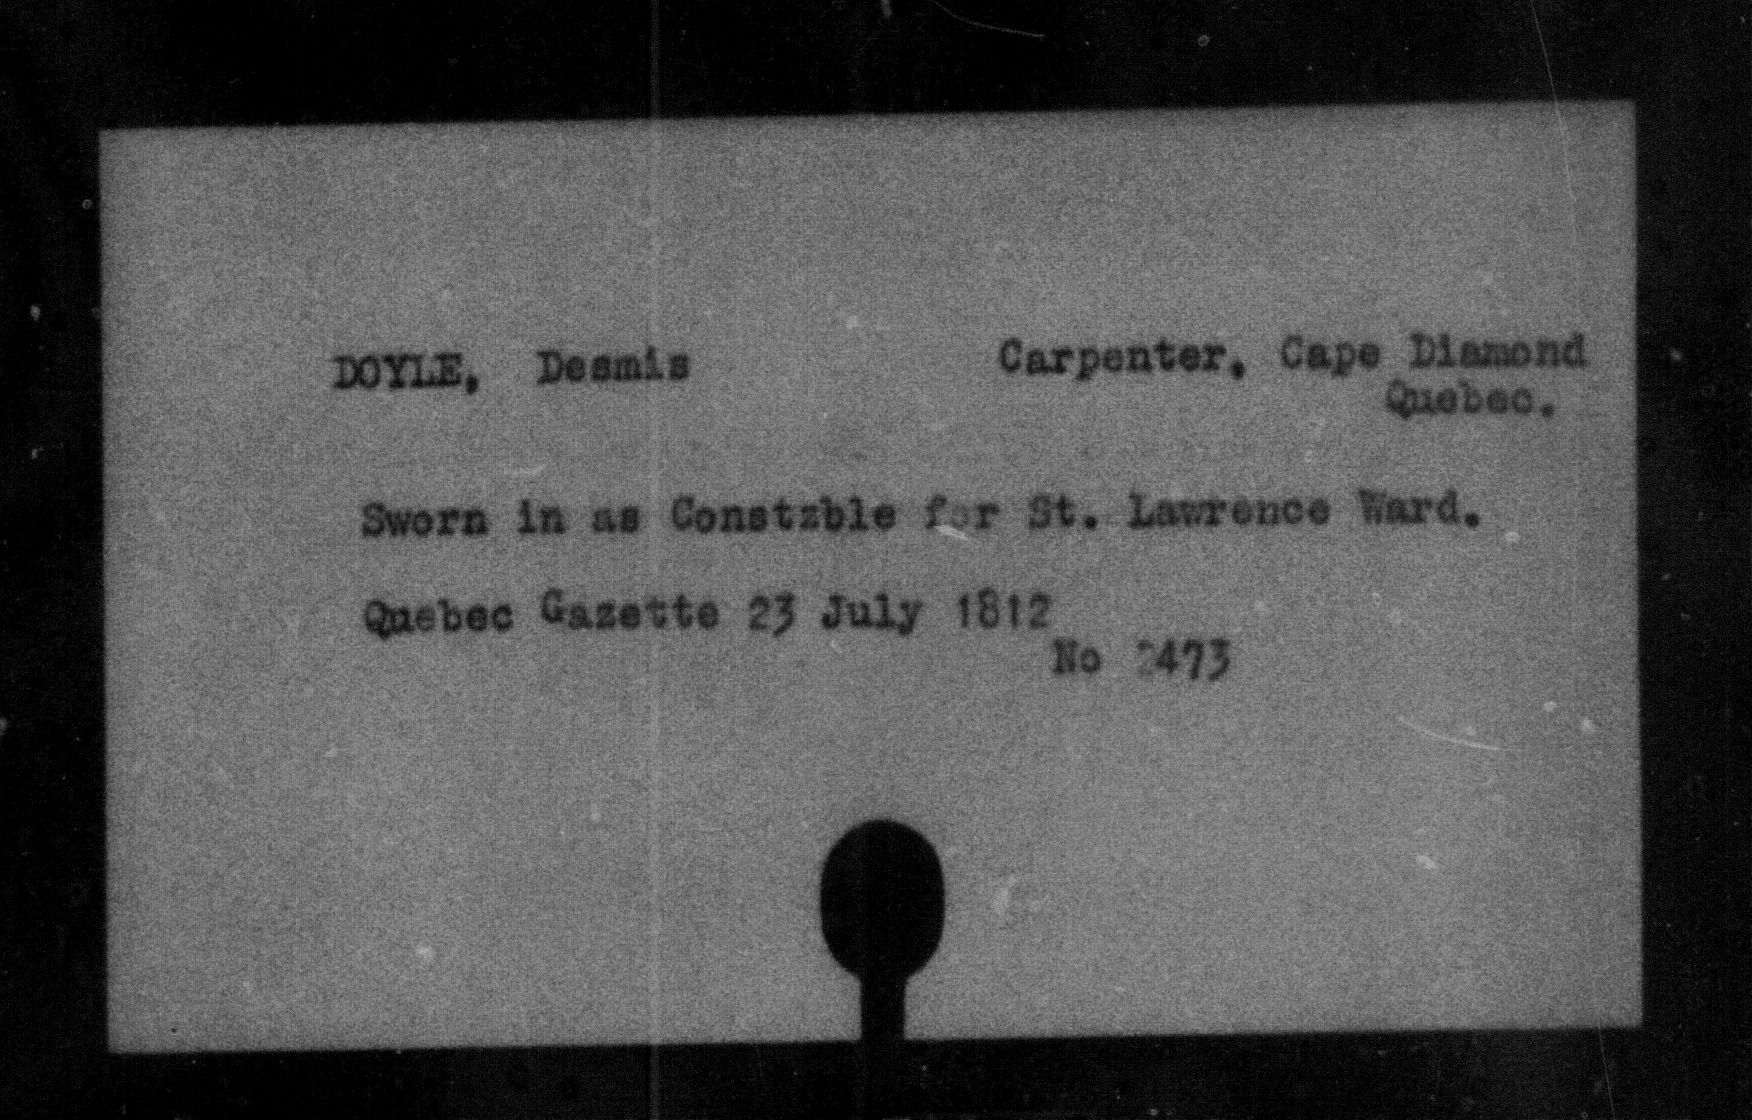 DOYLE, Desmis Carpenter, Cape Diamond
Quebec.
Sworn in as Constzble for St. Lawrence Ward.
Quebec Gazette 23 July 1812
No 2473